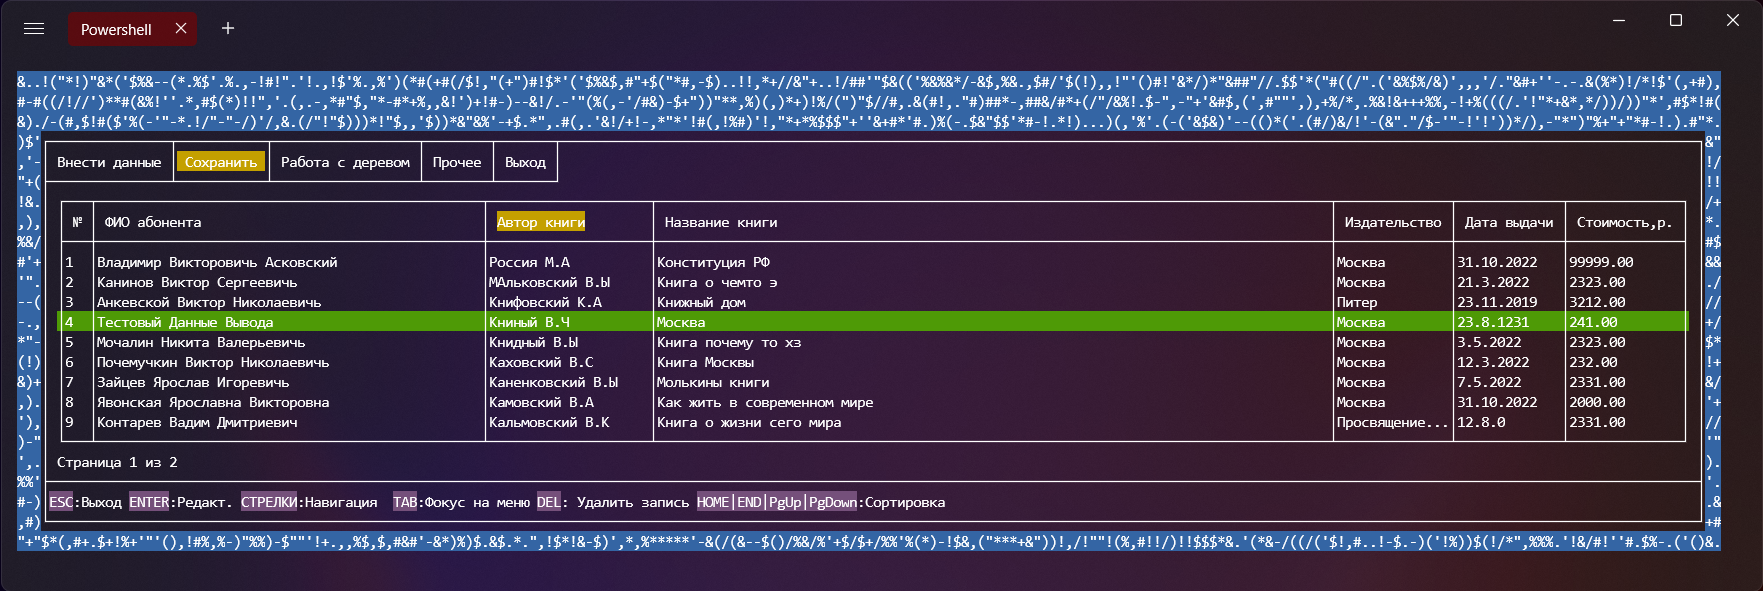 Powershell
Внести данные Сохранить Работа с деревом Прочее Выход
№ ФИО абонента Автор книги Название книги Издательство Дата выдачи Стоимость,р.
1 Владимир Викторовичь Асковский Россия М.А Конституция РФ Москва 31.10.2022 99999.00
2 Канинов Виктор Сергеевичь МАльковский В.Ы Книга о чемто э Москва 21.3.2022 2323.00
3 Анкевской Виктор Николаевичь Книфовский К.А Книжный дом Питер 23.11.2019 3212.00
4 Тестовый Данные Вывода Книный В.Ч Москва Москва 23.8.1231 241.00
5 Мочалин Никита Валерьевичь Книдный В.Ы Книга почему то хз Москва 3.5.2022 2323.00
6 Почемучкин Виктор Николаевичь Каховский В.С Книга Москвы Москва 12.3.2022 232.00
7 Зайцев Ярослав Игоревичь Каненковский В.Ы Молькины книги Москва 7.5.2022 2331.00
8 Явонская Ярославна Викторовна Камовский В.А Как жить в современном мире Москва 31.10.2022 2000.00
9 Контарев Вадим Дмитриевич Кальмовский В.К Книга о жизни сего мира Просвящение... 12.8.0 2331.00
Страница 1 из 2
ESC:Выход ENTER:Редакт. СТРЕЛКИ:Навигация TAB:Фокус на меню DEL: Удалить запись HOME|END|PgUp|PgDown:Сортировка